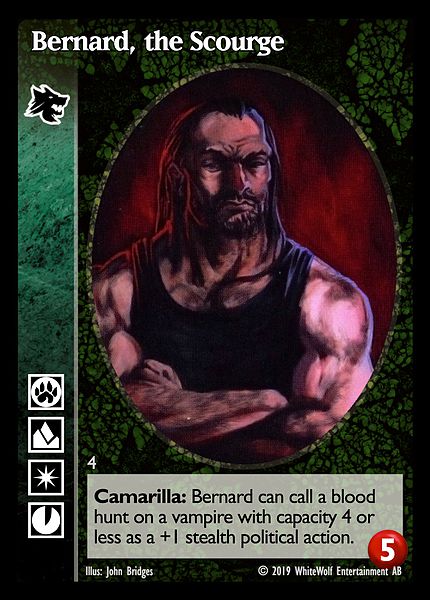 Bernard, the Scourge
4
Camarilla: Bernard can call a blood
hunt on a vampire with capacity 4 or
less as a +1 stealth political action.
5
Illus: John Bridges © 2019 WhiteWolf Entertainment AB